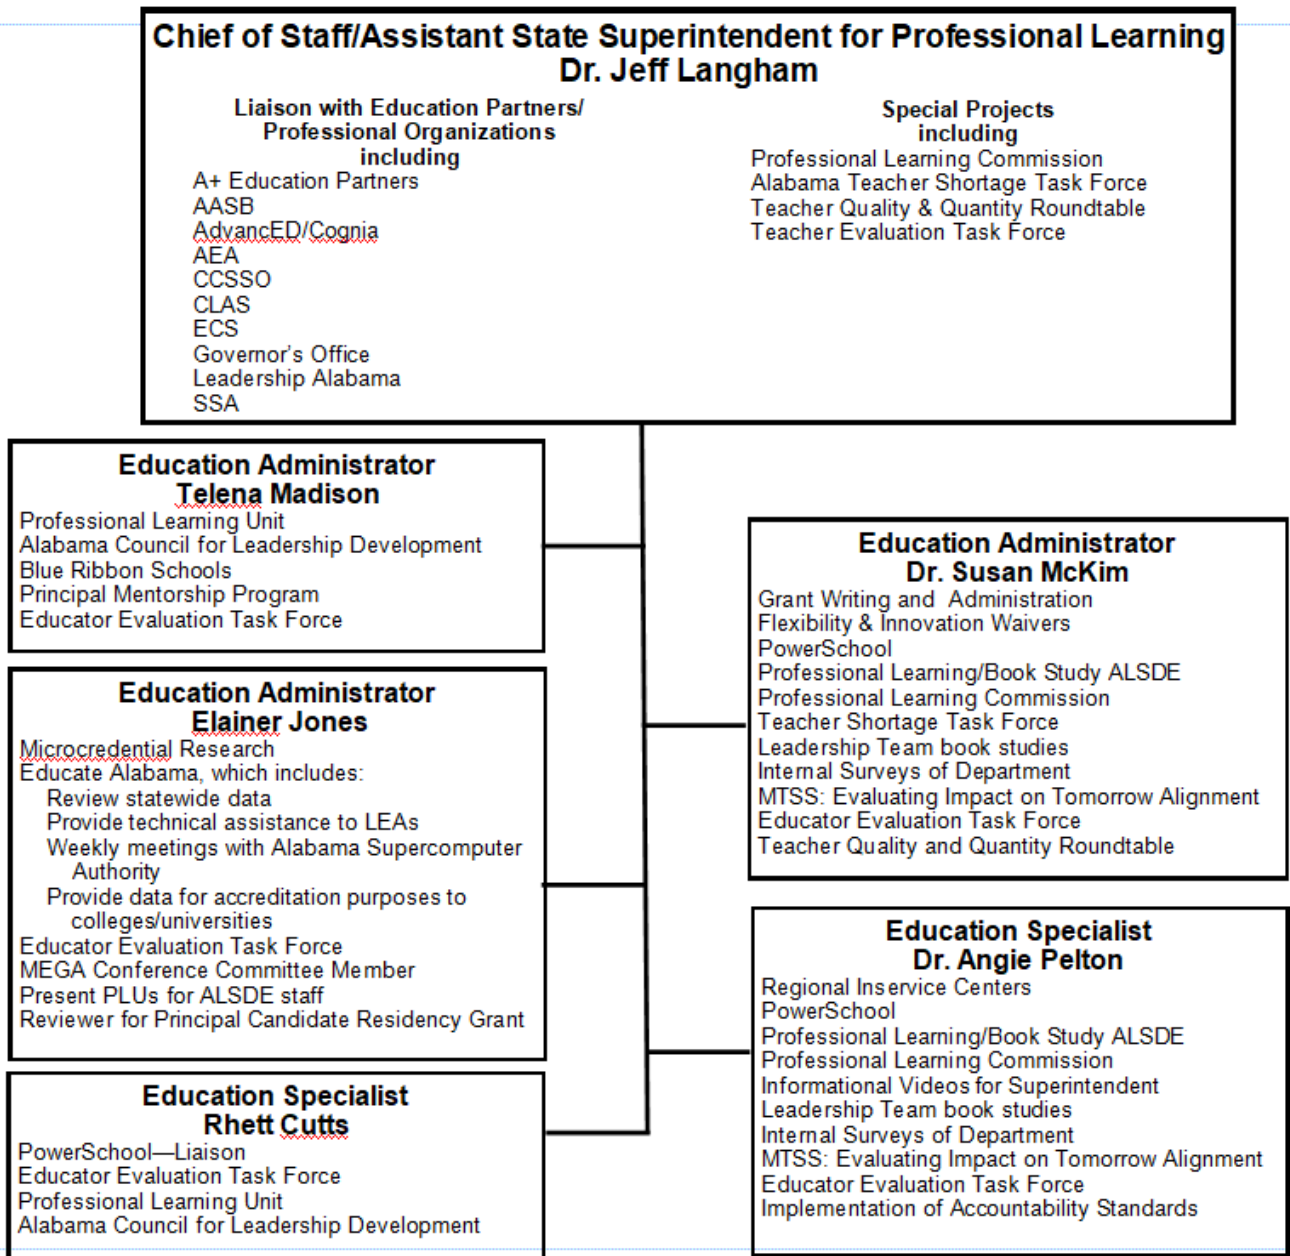 Chief of Staff/Assistant State Superintendent for Professional Learning
Dr. Jeff Langham
Liaison with Education Partners/
Professional Organizations
including
A+ Education Partners
AASB
AdvancED/Cognia
AEA
CCSSO
CLAS
ECS
Governor’s Office
Leadership Alabama
SSA
Special Projects
including
Professional Learning Commission
Alabama Teacher Shortage Task Force
Teacher Quality & Quantity Roundtable
Teacher Evaluation Task Force
Education Administrator
Telena Madison
Professional Learning Unit
Alabama Council for Leadership Development
Blue Ribbon Schools
Principal Mentorship Program
Educator Evaluation Task Force
Education Administrator
Dr. Susan McKim
Grant Writing and  Administration
Flexibility & Innovation Waivers
PowerSchool
Professional Learning/Book Study ALSDE
Professional Learning Commission
Teacher Shortage Task Force
Leadership Team book studies
Internal Surveys of Department
MTSS: Evaluating Impact on Tomorrow Alignment
Educator Evaluation Task Force
Teacher Quality and Quantity Roundtable
Education Administrator
Elainer Jones
Microcredential Research
Educate Alabama, which includes:
Review statewide data
Provide technical assistance to LEAs
Weekly meetings with Alabama Supercomputer
Authority
Provide data for accreditation purposes to
colleges/universities
Educator Evaluation Task Force
MEGA Conference Committee Member
Present PLUs for ALSDE staff
Reviewer for Principal Candidate Residency Grant
Education Specialist
Dr. Angie Pelton
Regional Inservice Centers
PowerSchool
Professional Learning/Book Study ALSDE
Professional Learning Commission
Informational Videos for Superintendent
Leadership Team book studies
Internal Surveys of Department
MTSS: Evaluating Impact on Tomorrow Alignment
Educator Evaluation Task Force
Implementation of Accountability Standards
Education Specialist
Rhett Cutts
PowerSchool—Liaison
Educator Evaluation Task Force
Professional Learning Unit
Alabama Council for Leadership Development